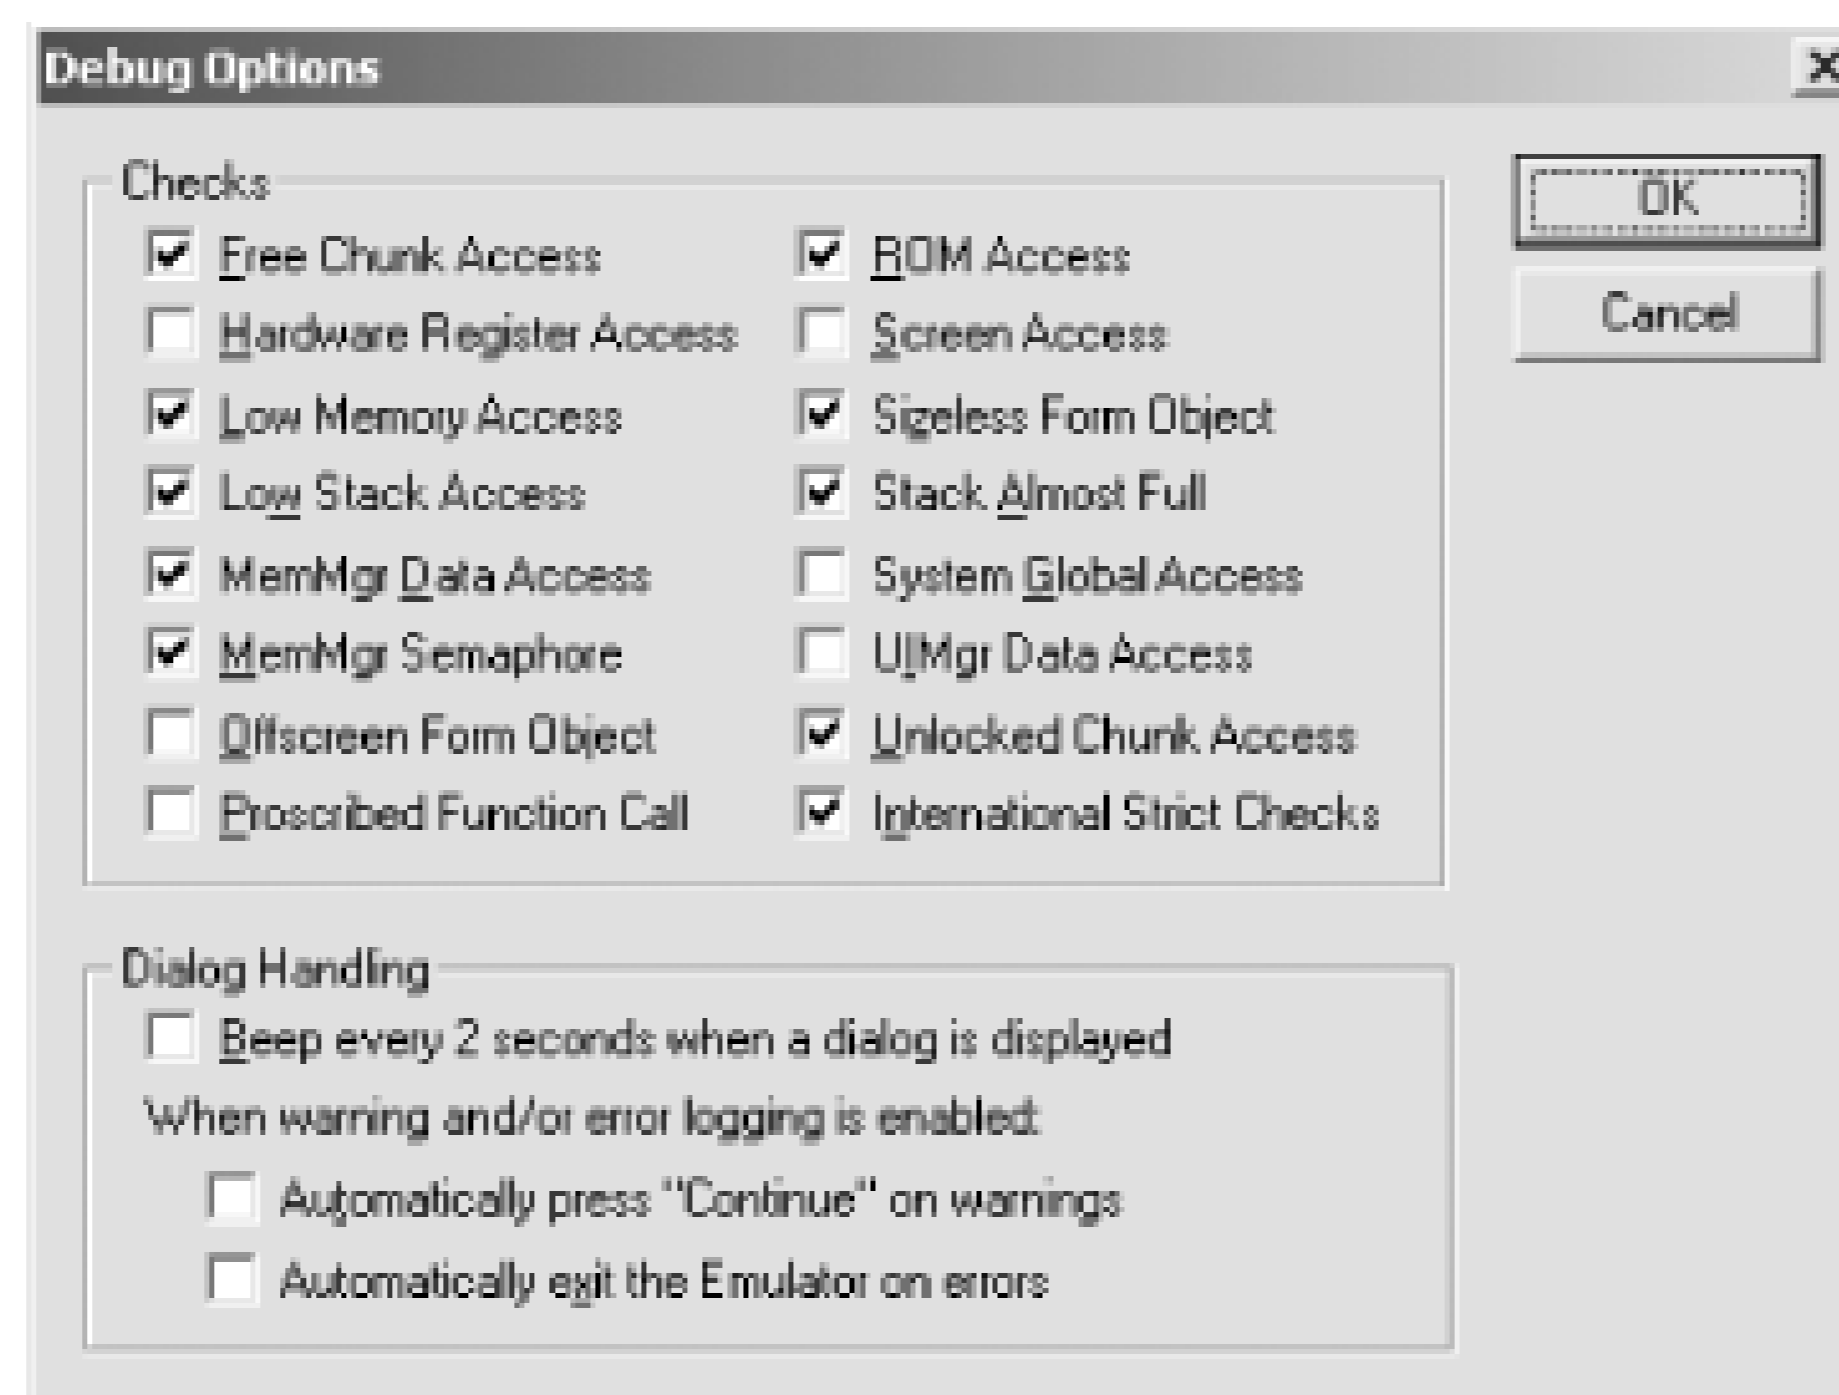 Debug Options
Checks
Free Chunk Access
Hardware Register Access
Low Memory Access
Low Stack Access
MemMgr Data Access
MemMgr Semaphore
Offscreen Form Object
Proscribed Function Call
ROM Access
Screen Access
Sizeless Form Object
Stack Almost Full
System Global Access
UIMgr Data Access
Unlocked Chunk Access
International Strict Checks
OK
Cancel
Dialog Handling
Beep every 2 seconds when a dialog is displayed
When warning and/or error logging is enabled:
Automatically press "Continue" on warnings
Automatically exit the Emulator on errors